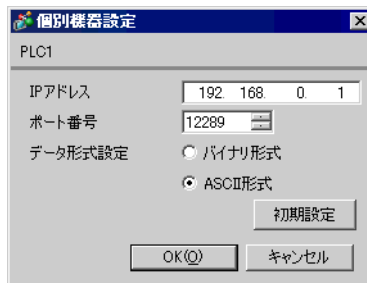 個別機器設定
PLC1
IPアドレス 192. 168. 0. 1
ポート番号 12289
データ形式設定 バイナリ形式
ASCII形式
初期設定
OK(O) キャンセル